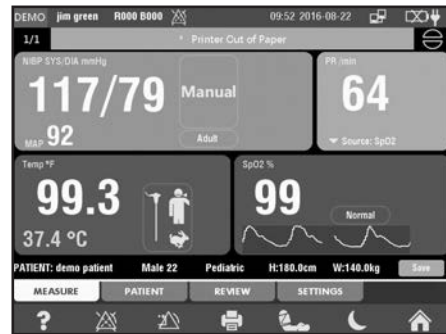 DEMO jim green R000 B000 09:52 2016-08-22
1/1 * Printer Out of Paper
NIBP SYS/DIA mmHg
117/79
Manual
MAP 92
Adult
PR /min
64
Source: SpO2
Temp °F
99.3
37.4 °C
SpO2 %
99
Normal
PATIENT: demo patient Male 22 Pediatric H:180.0cm W:140.0kg Save
MEASURE PATIENT REVIEW SETTINGS
?